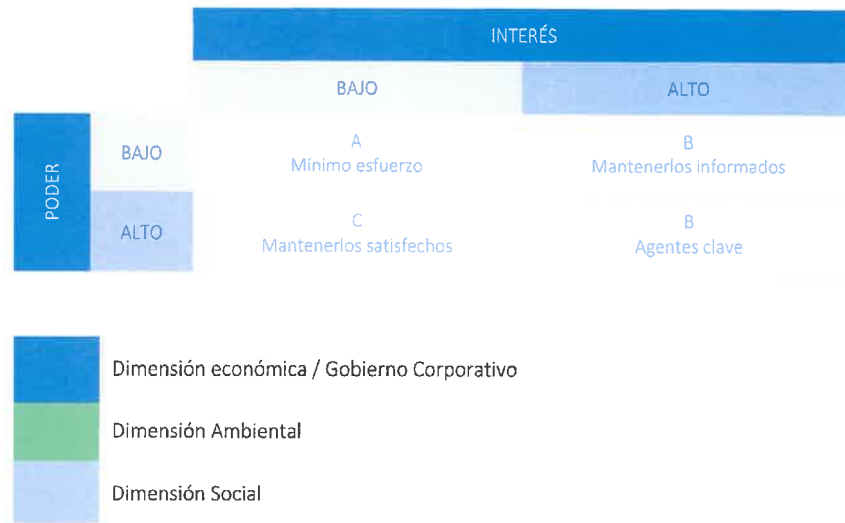 INTERÉS
BAJO ALTO
PODER
BAJO
A
Mínimo esfuerzo
B
Mantenerlos informados
ALTO
C
Mantenerlos satisfechos
B
Agentes clave
Dimensión económica / Gobierno Corporativo
Dimensión Ambiental
Dimensión Social